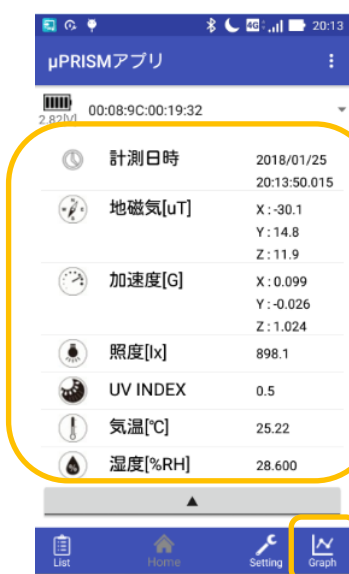 4G 20:13
μPRISMアプリ
2.82[V] 00:08:9C:00:19:32
計測日時 2018/01/25
20:13:50.015
地磁気[uT] X : -30.1
Y : 14.8
Z : 11.9
加速度[G] X : 0.099
Y : -0.026
Z : 1.024
照度[lx] 898.1
UV INDEX 0.5
気温[℃] 25.22
湿度[%RH] 28.600
List Home Setting Graph